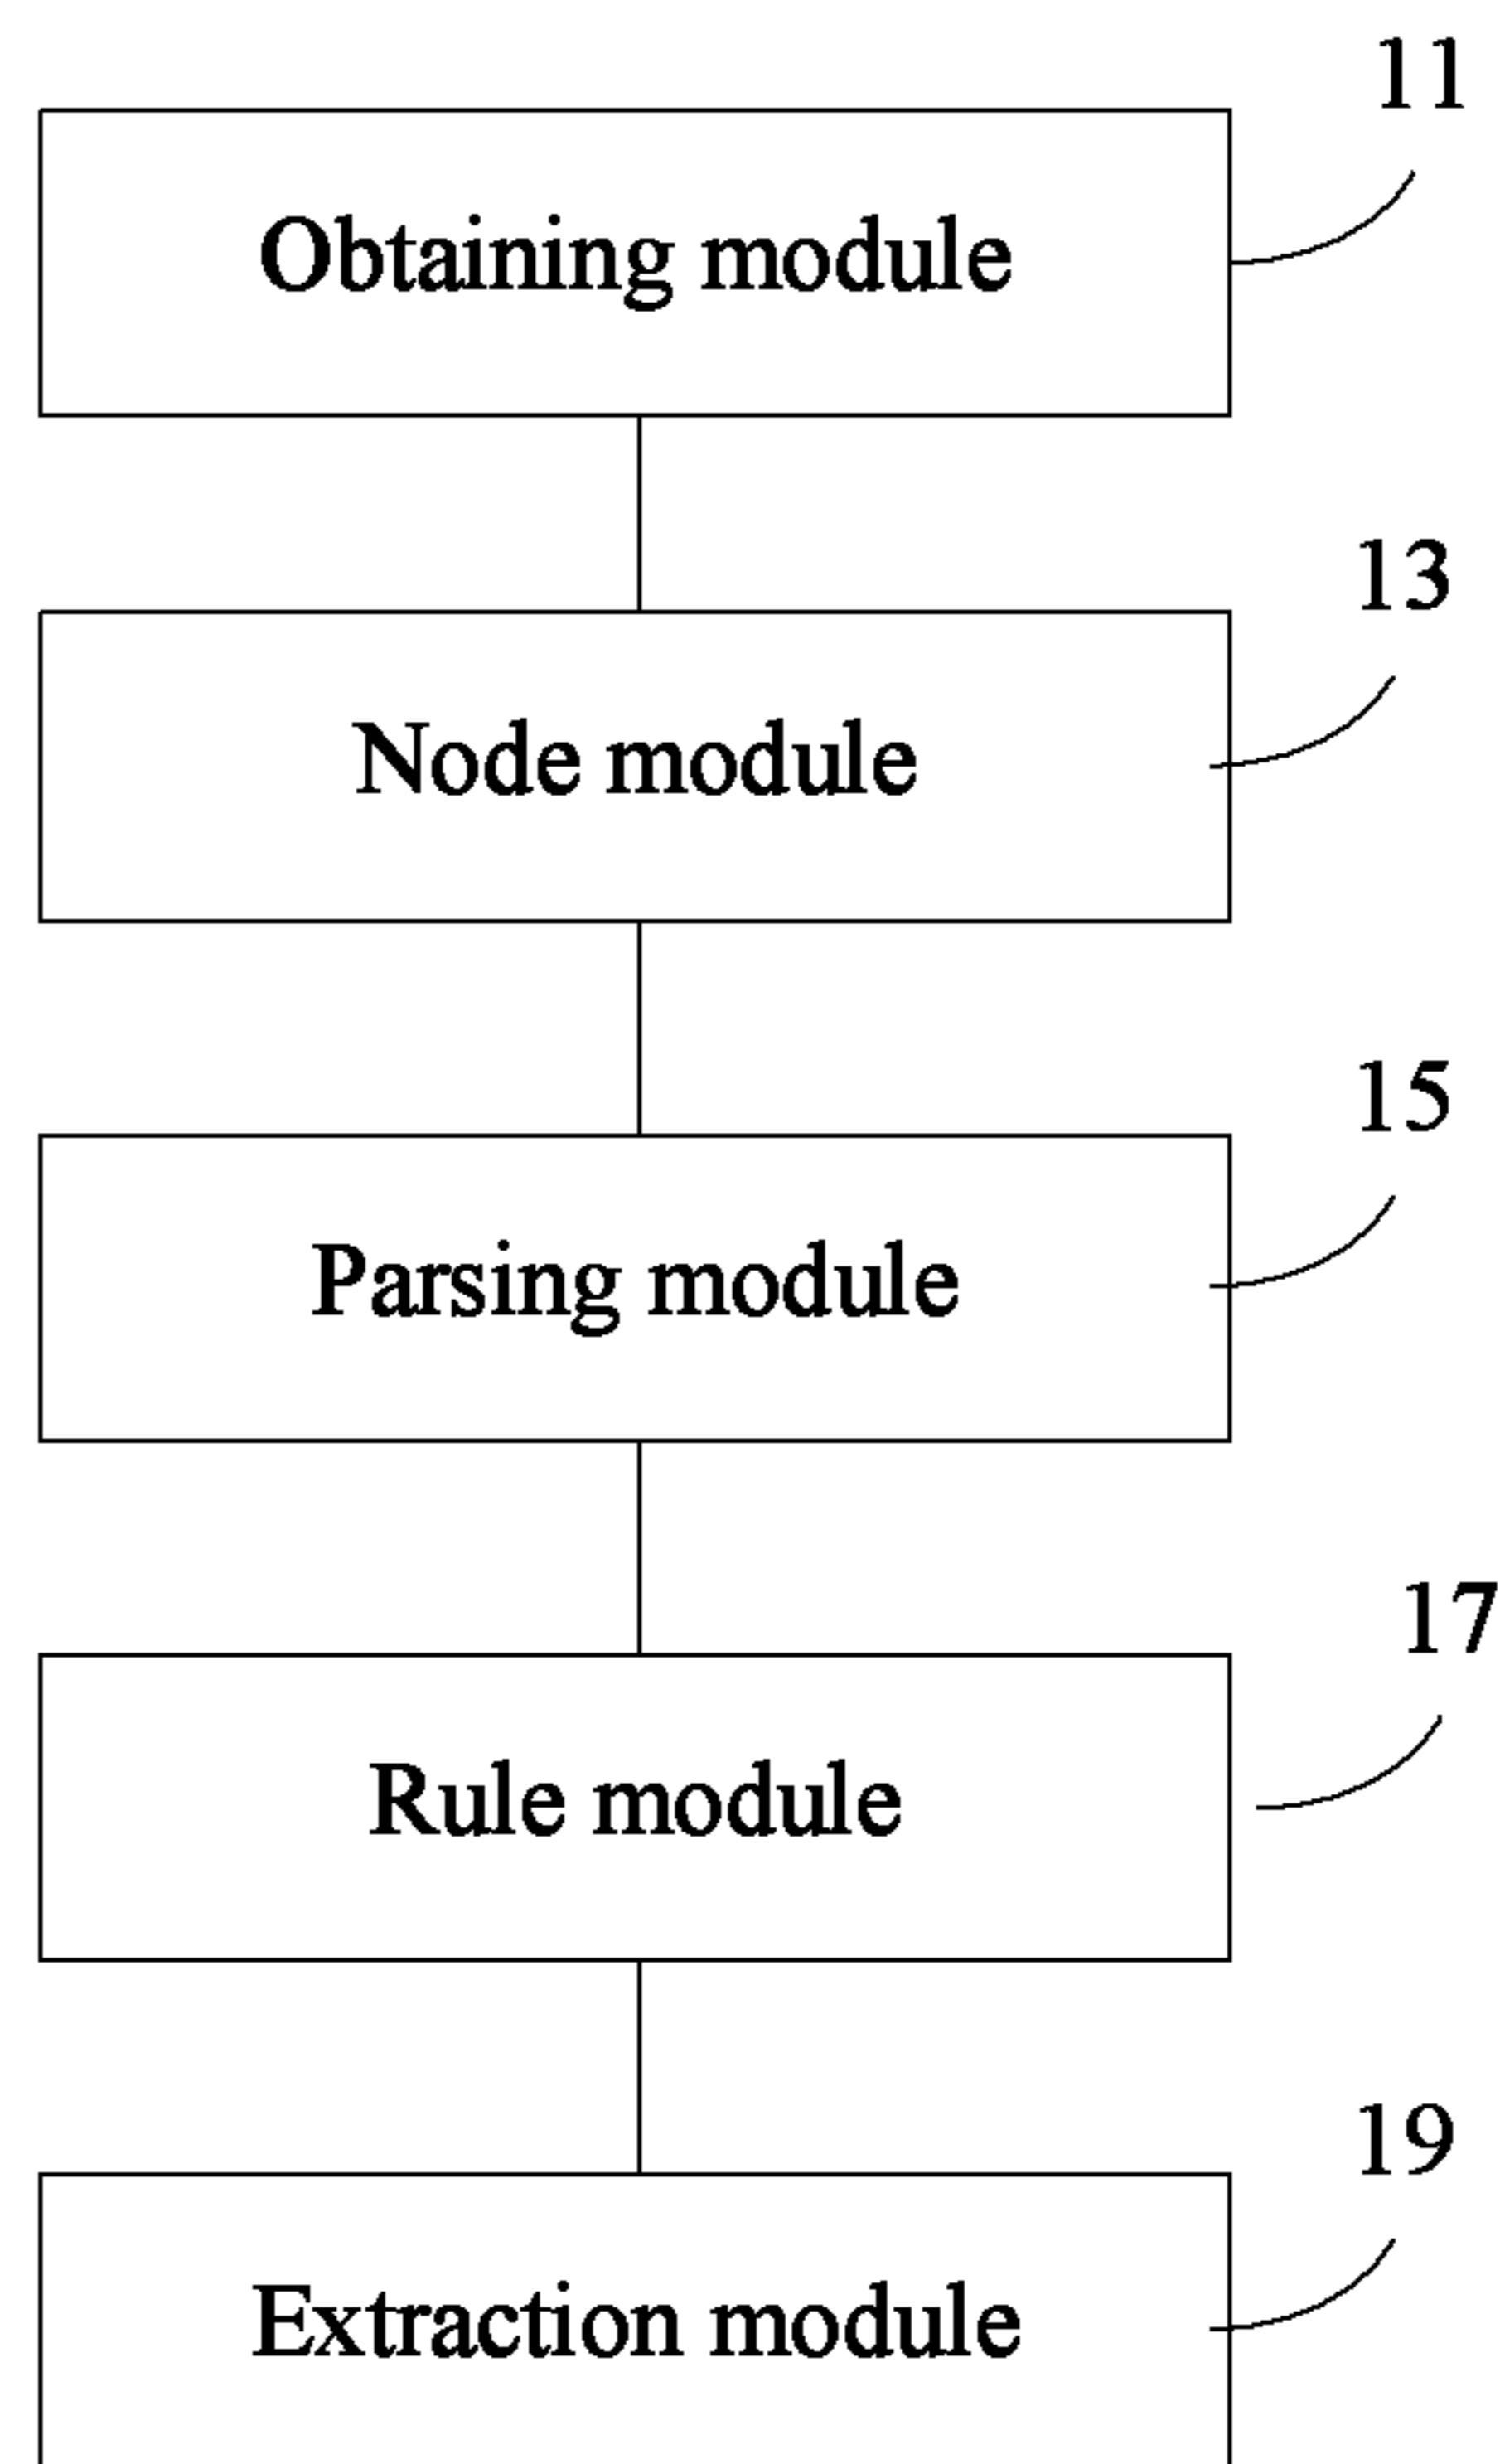 11
Obtaining module
13
Node module
15
Parsing module
17
Rule module
19
Extraction module